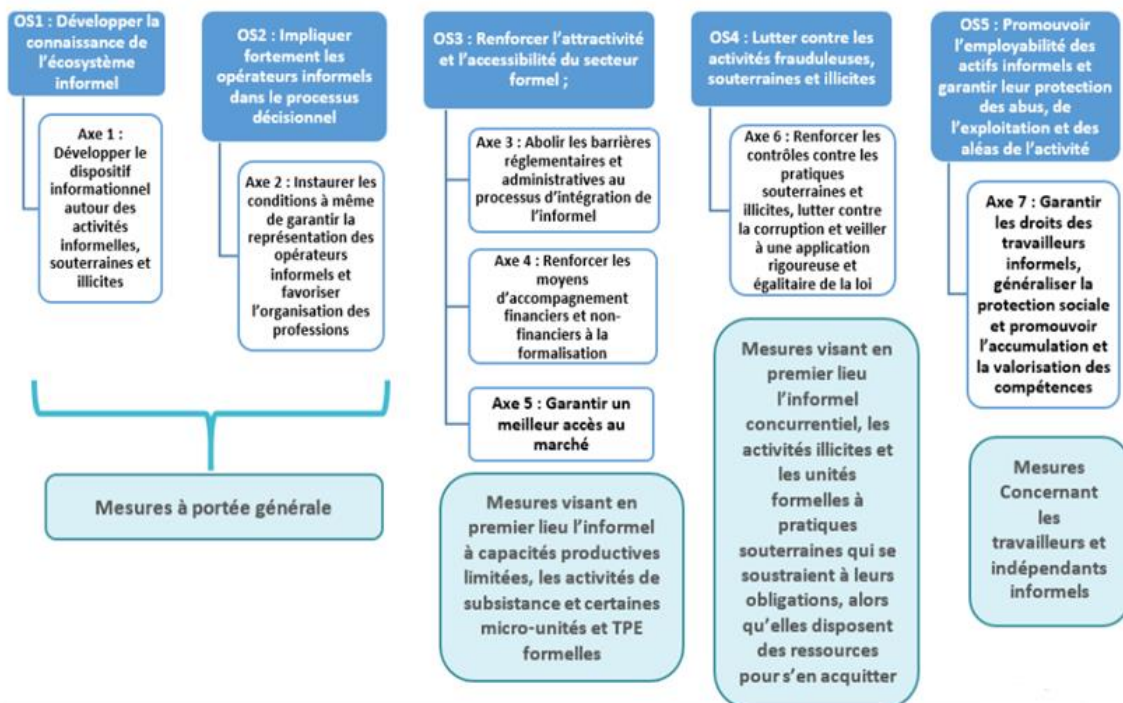 OS1 : Développer la
connaissance de
l’écosystème
informel
Axe 1 :
Développer le
dispositif
informationnel
autour des
activités
informelles,
souterraines et
illicites
OS2 : Impliquer
fortement les
opérateurs informels
dans le processus
décisionnel
Axe 2 : Instaurer les
conditions à même
de garantir la
représentation des
opérateurs
informels et
favoriser
l’organisation des
professions
Mesures à portée générale
OS3 : Renforcer l’attractivité
et l’accessibilité du secteur
formel ;
Axe 3 : Abolir les barrières
réglementaires et
administratives au
processus d’intégration de
l’informel
Axe 4 : Renforcer les
moyens
d’accompagnement
financiers et non-
financiers à la
formalisation
Axe 5 : Garantir un
meilleur accès au
marché
Mesures visant en
premier lieu l’informel
à capacités productives
limitées, les activités de
subsistance et certaines
micro-unités et TPE
formelles
OS4 : Lutter contre les
activités frauduleuses,
souterraines et illicites
Axe 6 : Renforcer les
contrôles contre les
pratiques
souterraines et
illicites, lutter contre
la corruption et veiller
à une application
rigoureuse et
égalitaire de la loi
Mesures visant en
premier lieu
l’informel
concurrentiel, les
activités illicites et
les unités
formelles à
pratiques
souterraines qui se
soustraient à leurs
obligations, alors
qu’elles disposent
des ressources
pour s’en acquitter
OS5 : Promouvoir
l’employabilité des
actifs informels et
garantir leur protection
des abus, de
l’exploitation et des
aléas de l’activité
Axe 7 : Garantir
les droits des
travailleurs
informels,
généraliser la
protection sociale
et promouvoir
l’accumulation et
la valorisation des
compétences
Mesures
Concernant
les
travailleurs et
indépendants
informels